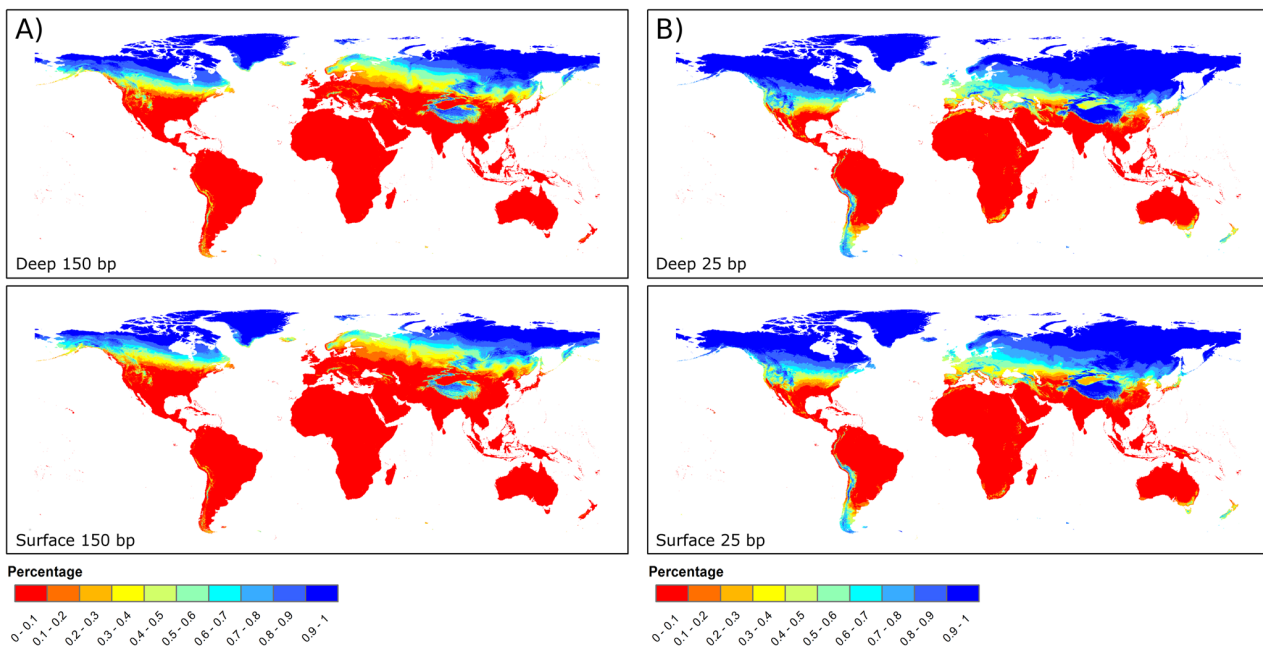 A)
Deep 150 bp
Surface 150 bp
Percentage
0 - 0.1
0.1 - 0.2
0.2 - 0.3
0.3 - 0.4
0.4 - 0.5
0.5 - 0.6
0.6 - 0.7
0.7 - 0.8
0.8 - 0.9
0.9 - 1
B)
Deep 25 bp
Surface 25 bp
Percentage
0 - 0.1
0.1 - 0.2
0.2 - 0.3
0.3 - 0.4
0.4 - 0.5
0.5 - 0.6
0.6 - 0.7
0.7 - 0.8
0.8 - 0.9
0.9 - 1